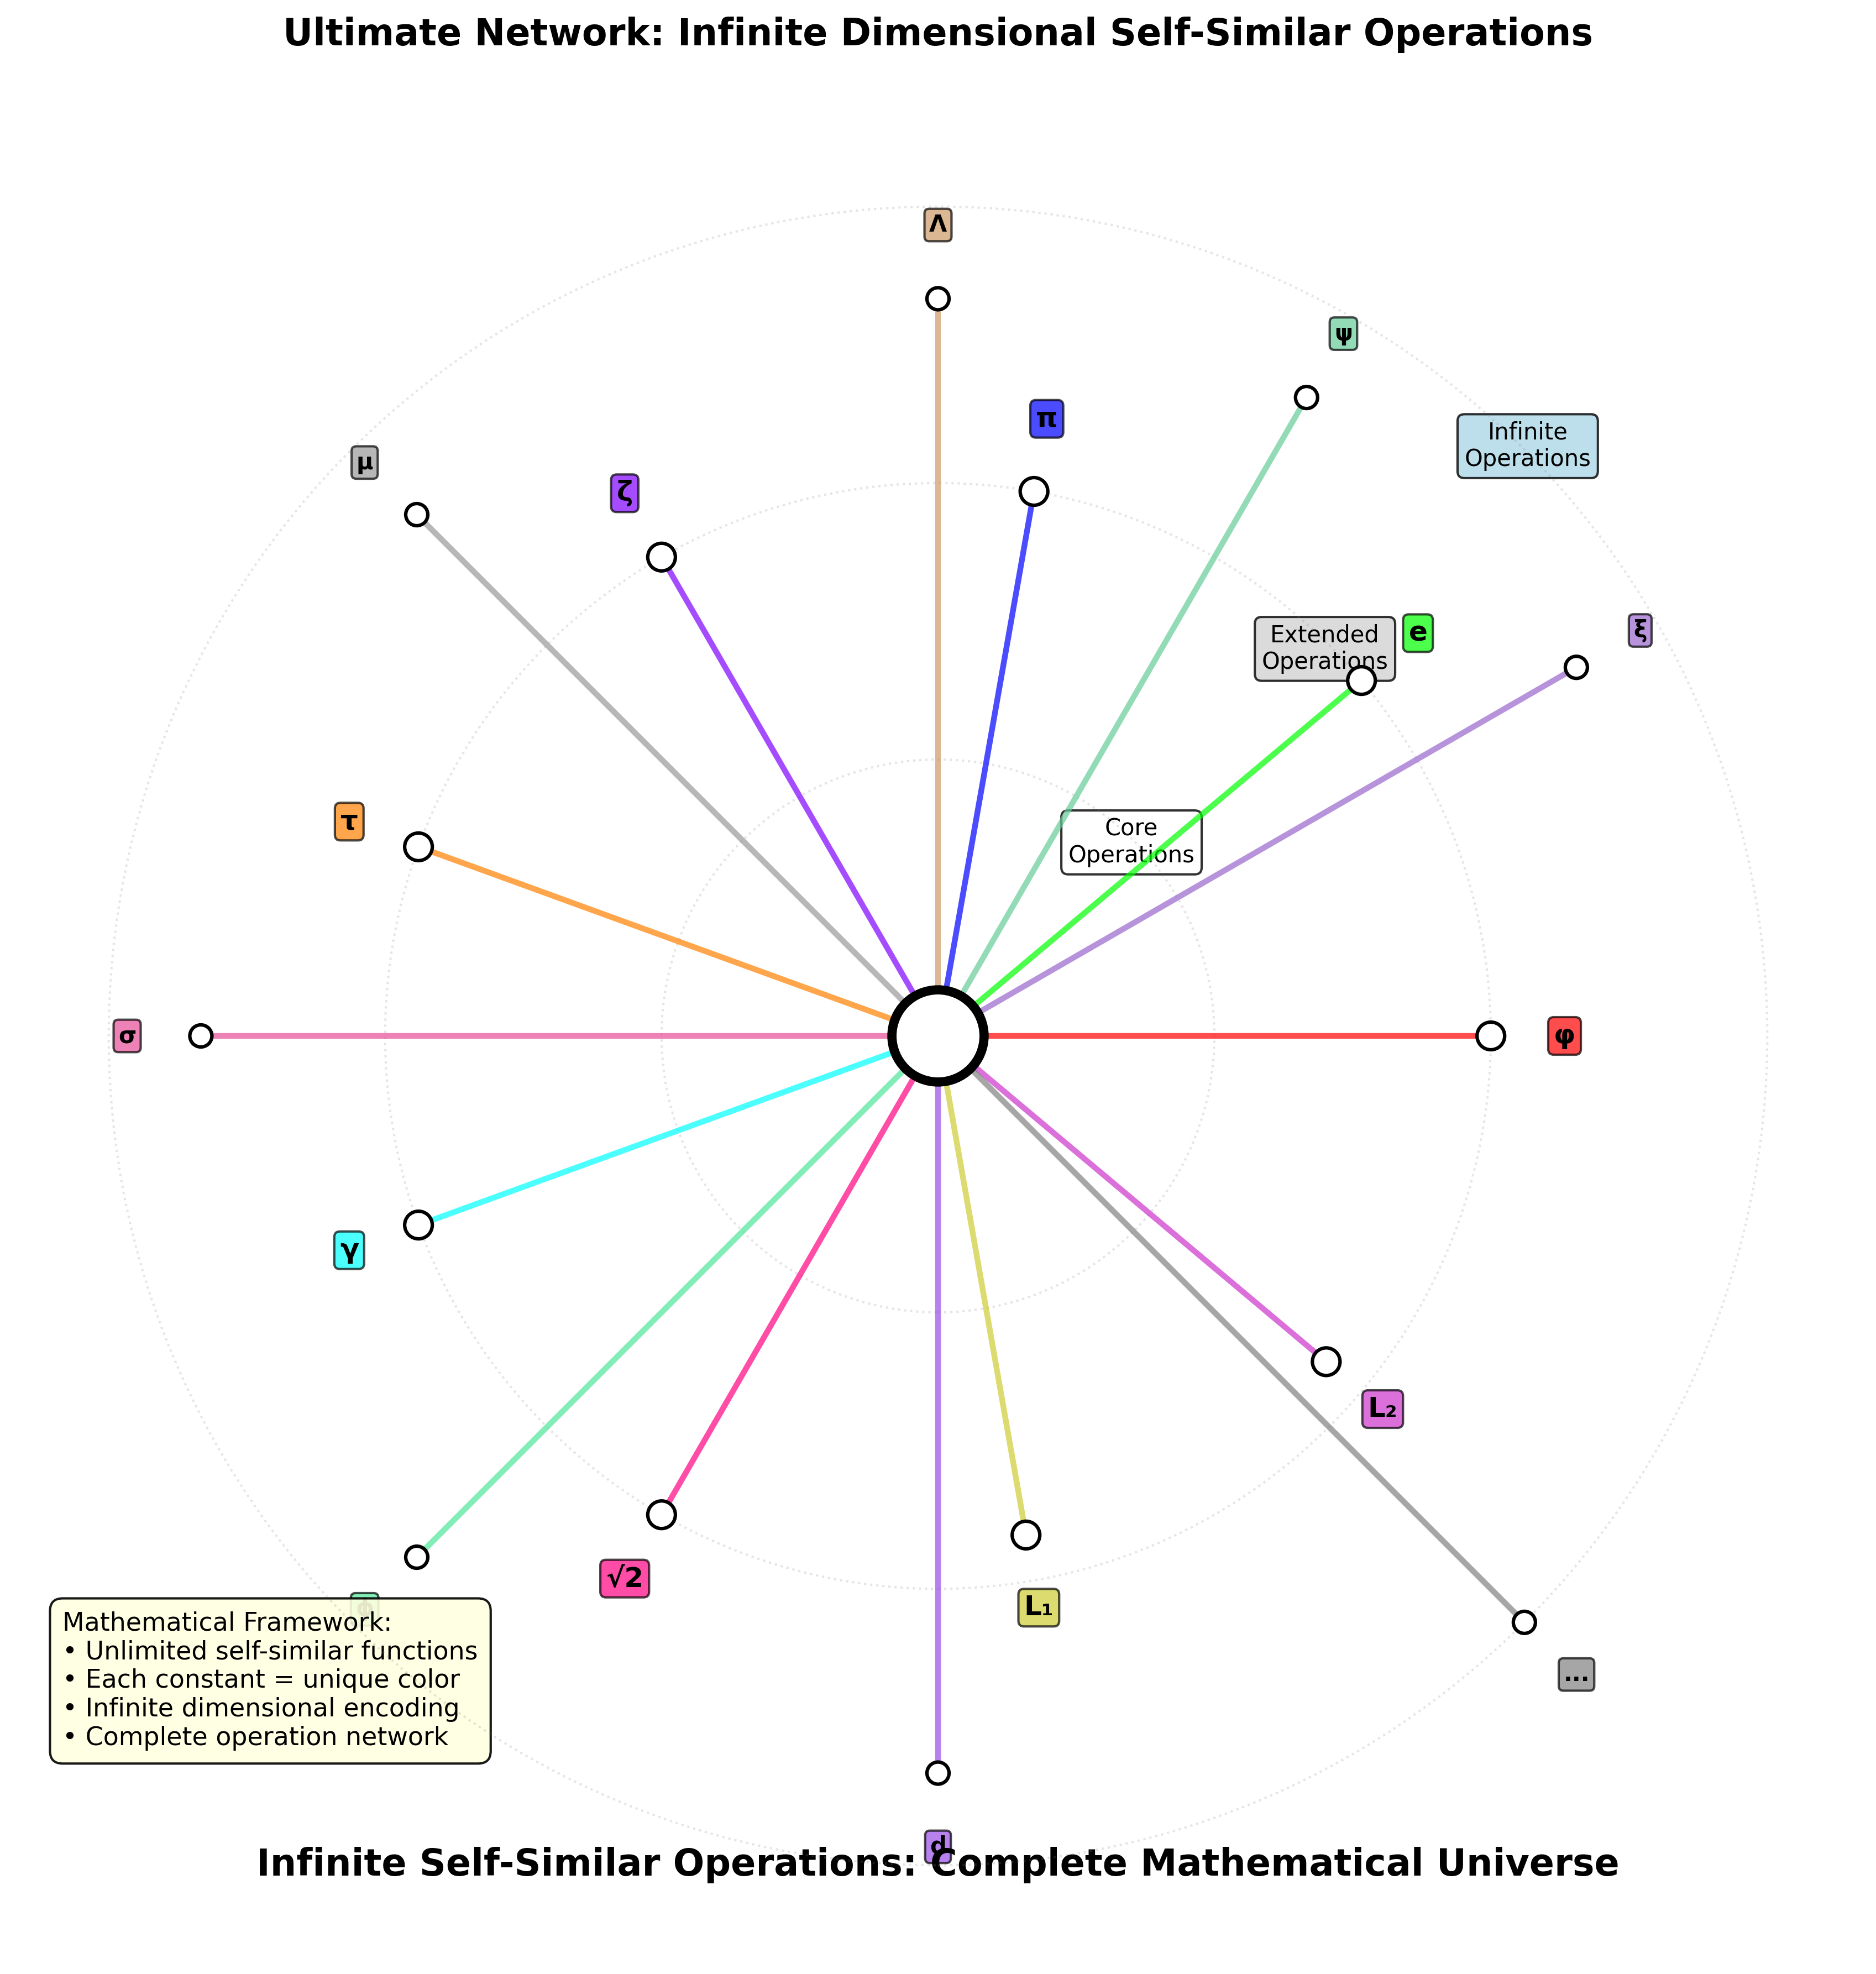 Ultimate Network: Infinite Dimensional Self-Similar Operations
Λ
ψ
π
Infinite
Operations
μ
ζ
Extended
Operations
e
ξ
τ
Core
Operations
σ
φ
γ
L₂
√2
L₁
...
Mathematical Framework:
• Unlimited self-similar functions
• Each constant = unique color
• Infinite dimensional encoding
• Complete operation network
d
Infinite Self-Similar Operations: Complete Mathematical Universe